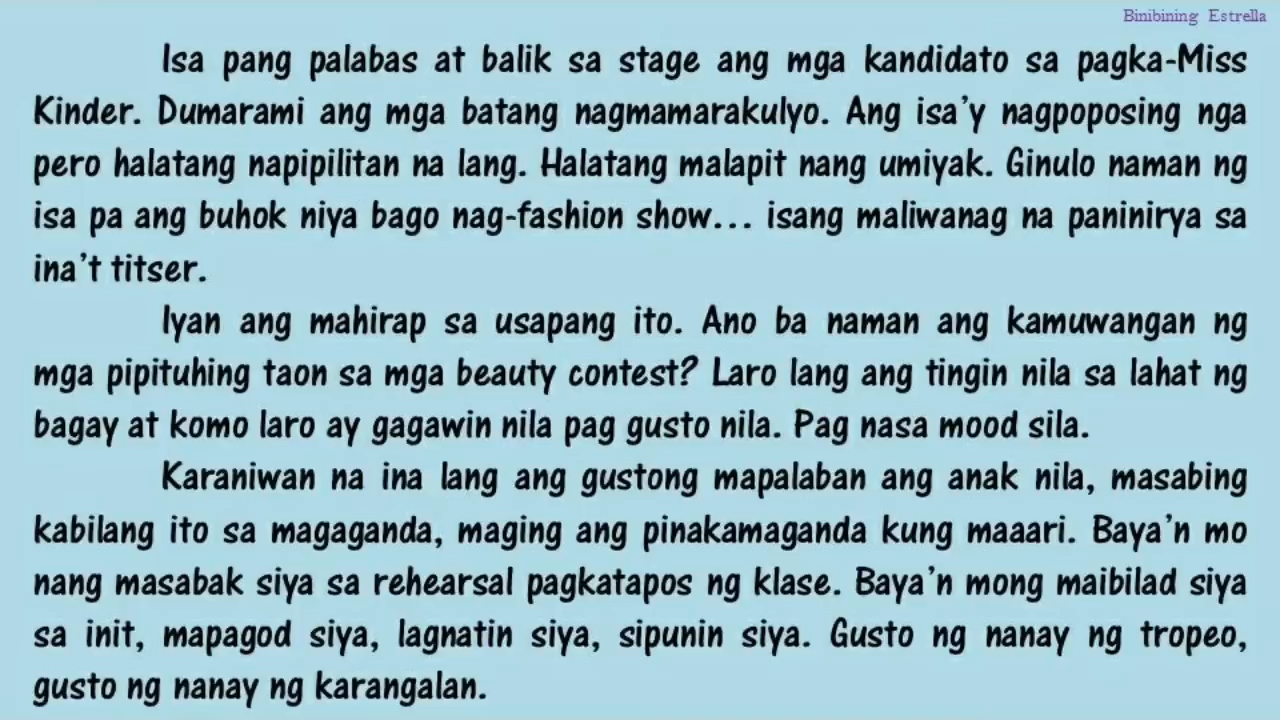 Binibining Estrella
Isa pang palabas at balik sa stage ang mga kandidato sa pagka-Miss
Kinder. Dumarami ang mga batang nagmamarakulyo. Ang isa'y nagpoposing nga
pero halatang napipilitan na lang. Halatang malapit nang umiyak. Ginulo naman ng
isa pa ang buhok niya bago nag-fashion show... isang maliwanag na paninirya sa
ina't titser.
Iyan ang mahirap sa usapang ito. Ano ba naman ang kamuwangan ng
mga pipituhing taon sa mga beauty contest? Laro lang ang tingin nila sa lahat ng
bagay at komo laro ay gagawin nila pag gusto nila. Pag nasa mood sila.
Karaniwan na ina lang ang gustong mapalaban ang anak nila, masabing
kabilang ito sa magaganda, maging ang pinakamaganda kung maaari. Baya'n mo
nang masabak siya sa rehearsal pagkatapos ng klase. Baya'n mong maibilad siya
sa init, mapagod siya, lagnatin siya, sipunin siya. Gusto ng nanay ng tropeo,
gusto ng nanay ng karangalan.